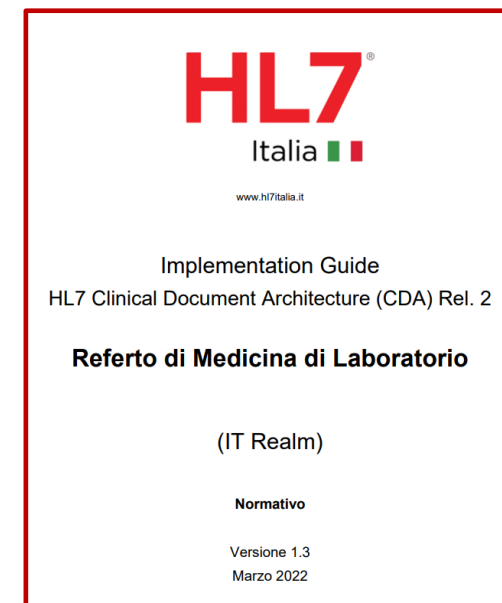 HL7®
Italia
www.hl7italia.it
Implementation Guide
HL7 Clinical Document Architecture (CDA) Rel. 2
Referto di Medicina di Laboratorio
(IT Realm)
Normativo
Versione 1.3
Marzo 2022